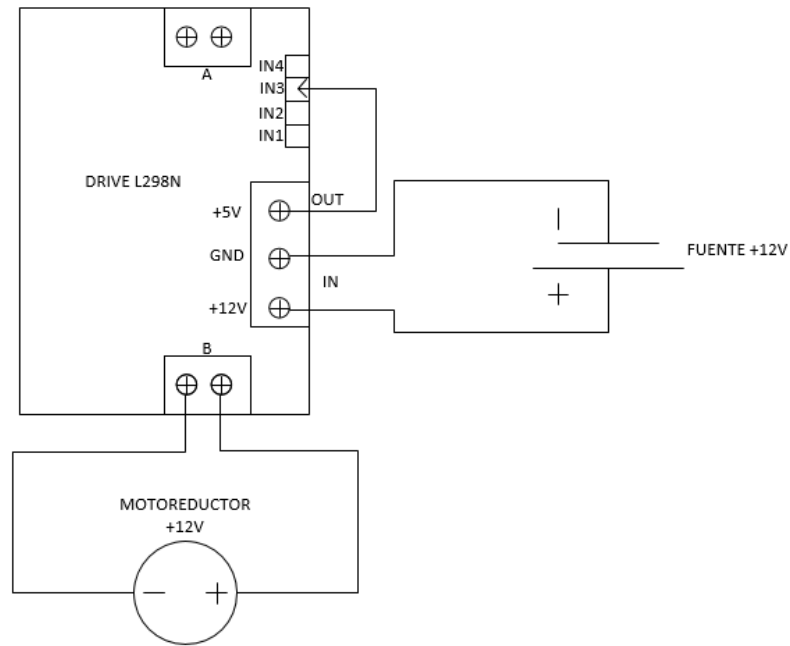 A
IN4
IN3
IN2
IN1
DRIVE L298N
OUT
+5V
GND
IN
+12V
FUENTE +12V
B
MOTOREDUCTOR
+12V